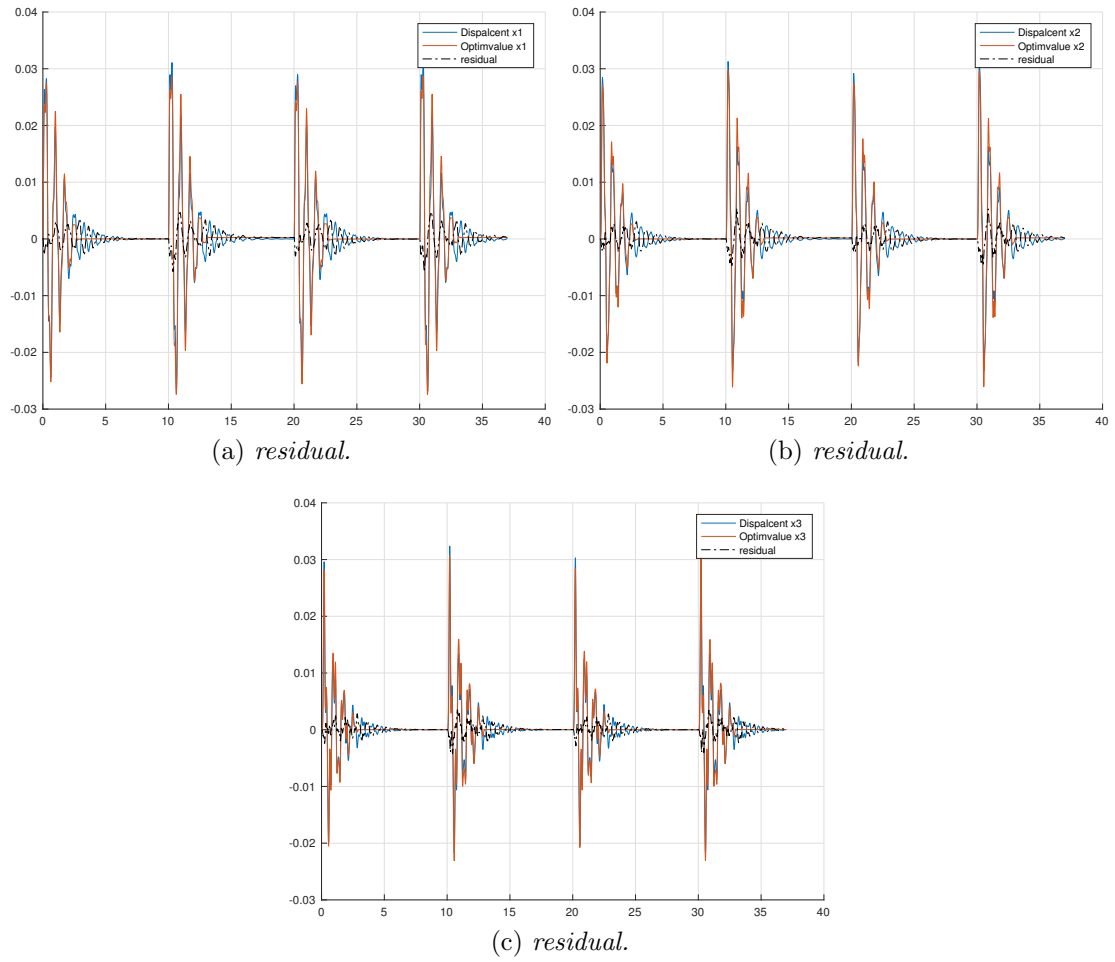 0.04
0.03
0.02
0.01
0
-0.01
-0.02
-0.03
0 5 10 15 20 25 30 35 40
Dispalcent x1
Optimvalue x1
residual
(a) residual.
0.04
0.03
0.02
0.01
0
-0.01
-0.02
-0.03
0 5 10 15 20 25 30 35 40
Dispalcent x2
Optimvalue x2
residual
(b) residual.
0.04
0.03
0.02
0.01
0
-0.01
-0.02
-0.03
0 5 10 15 20 25 30 35 40
Dispalcent x3
Optimvalue x3
residual
(c) residual.